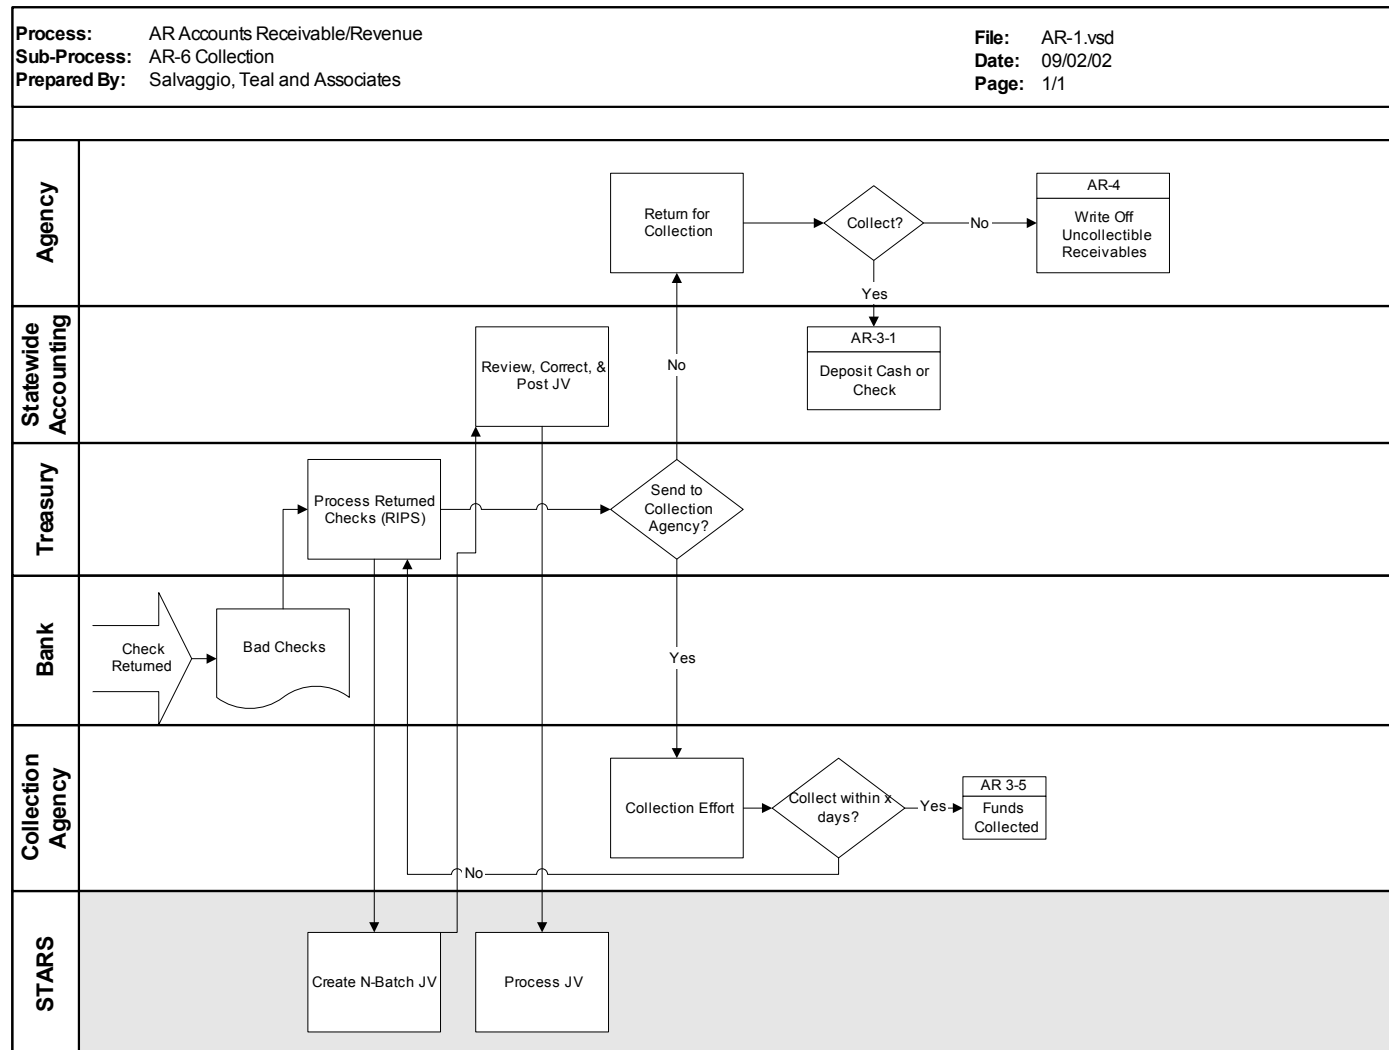 Process: AR Accounts Receivable/Revenue
Sub-Process: AR-6 Collection
Prepared By: Salvaggio, Teal and Associates
File: AR-1.vsd
Date: 09/02/02
Page: 1/1
Agency
Return for
Collection
Collect?
No
AR-4
Write Off
Uncollectible
Receivables
Yes
Statewide
Accounting
Review, Correct, &
Post JV
No
AR-3-1
Deposit Cash or
Check
Treasury
Process Returned
Checks (RIPS)
Send to
Collection
Agency?
Bank
Check
Returned
Bad Checks
Yes
Collection
Agency
Collection Effort
Collect within x
days?
Yes
AR 3-5
Funds
Collected
No
STARS
Create N-Batch JV
Process JV